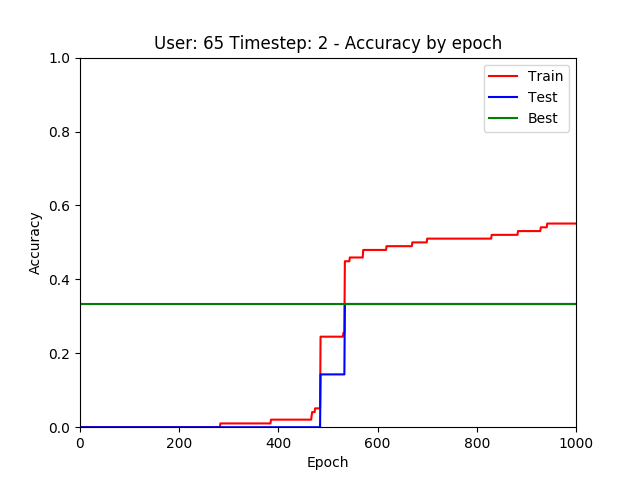 User: 65 Timestep: 2 - Accuracy by epoch
1.0
0.8
0.6
0.4
0.2
0.0
Accuracy
Train
Test
Best
0 200 400 600 800 1000
Epoch